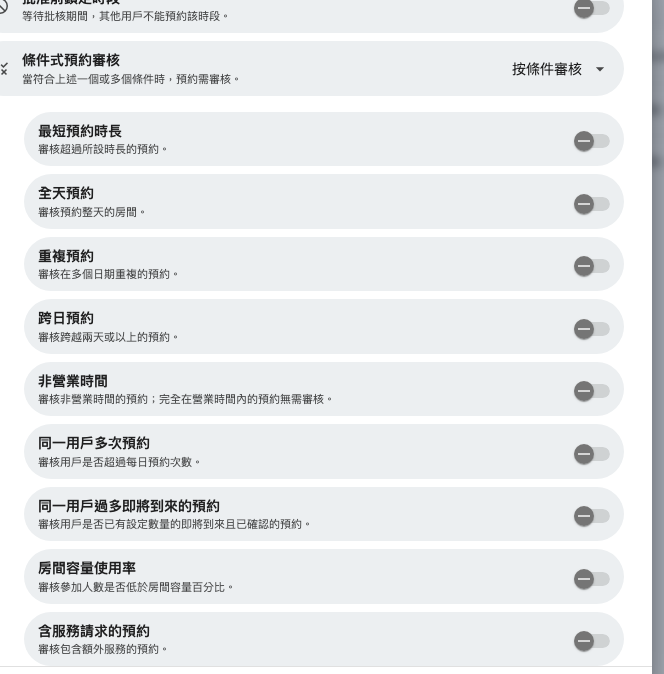 批准前鎖定時段
等待批核期間，其他用戶不能預約該時段。
條件式預約審核
當符合上述一個或多個條件時，預約需審核。
按條件審核
最短預約時長
審核超過所設時長的預約。
全天預約
審核預約整天的房間。
重複預約
審核在多個日期重複的預約。
跨日預約
審核跨越兩天或以上的預約。
非營業時間
審核非營業時間的預約；完全在營業時間內的預約無需審核。
同一用戶多次預約
審核用戶是否超過每日預約次數。
同一用戶過多即將到來的預約
審核用戶是否已有設定數量的即將到來且已確認的預約。
房間容量使用率
審核參加人數是否低於房間容量百分比。
含服務請求的預約
審核包含額外服務的預約。